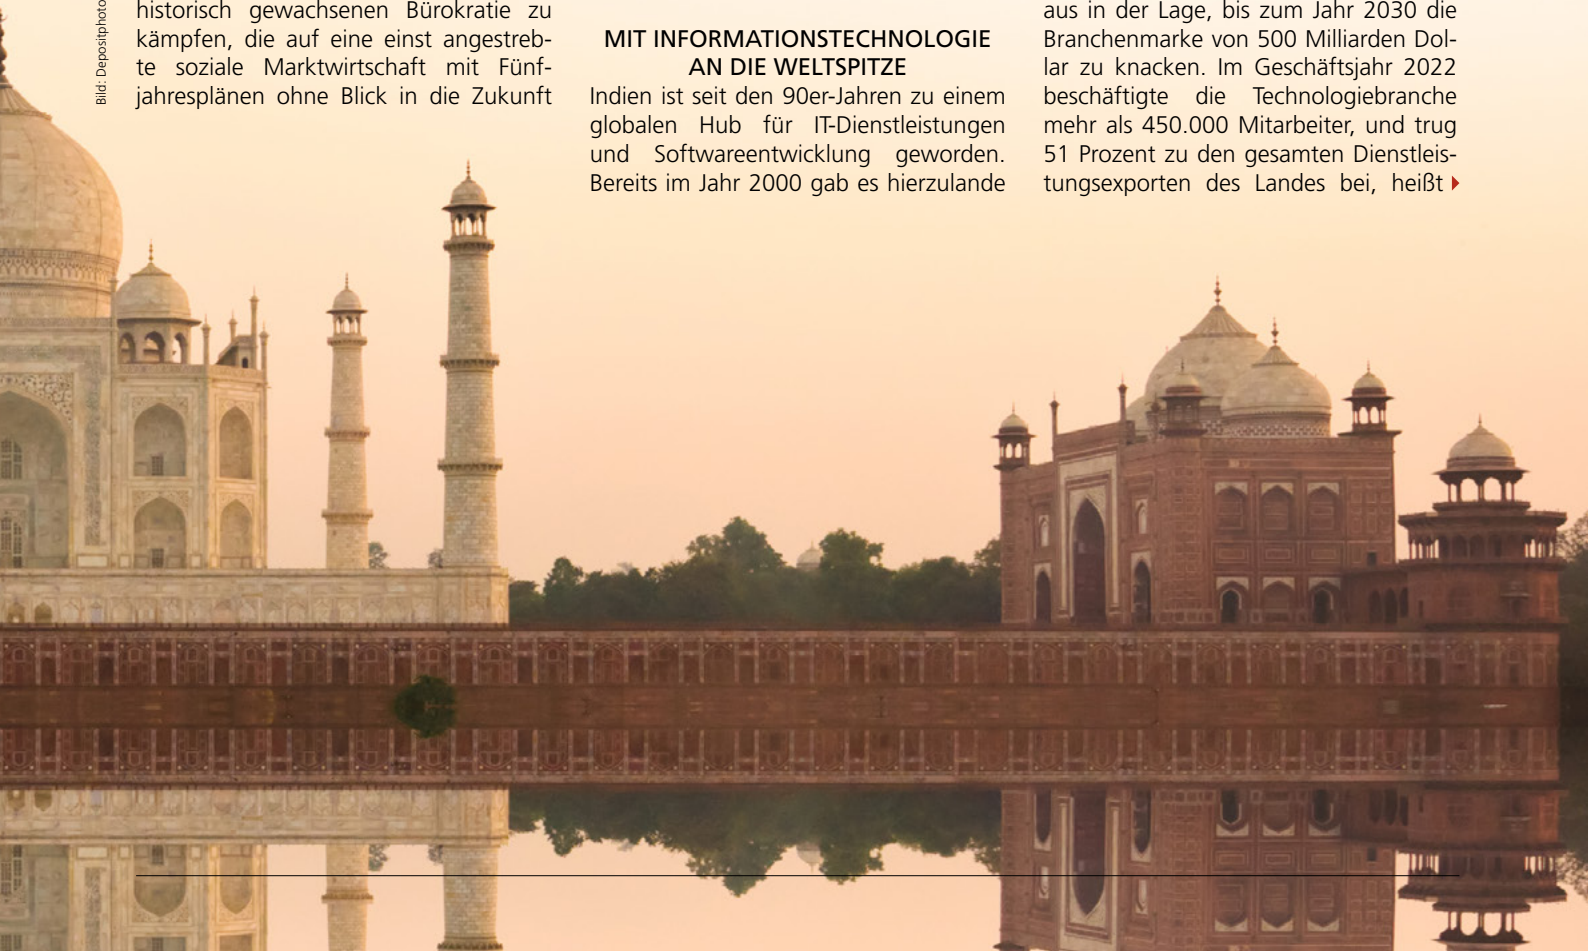 Bild: Depositphoto
historisch gewachsenen Bürokratie zu
kämpfen, die auf eine einst angestreb-
te soziale Marktwirtschaft mit Fünf-
jahresplänen ohne Blick in die Zukunft
MIT INFORMATIONSTECHNOLOGIE
AN DIE WELTSPITZE
Indien ist seit den 90er-Jahren zu einem
globalen Hub für IT-Dienstleistungen
und Softwareentwicklung geworden.
Bereits im Jahr 2000 gab es hierzulande
aus in der Lage, bis zum Jahr 2030 die
Branchenmarke von 500 Milliarden Dol-
lar zu knacken. Im Geschäftsjahr 2022
beschäftigte die Technologiebranche
mehr als 450.000 Mitarbeiter, und trug
51 Prozent zu den gesamten Dienstleis-
tungsexporten des Landes bei, heißt